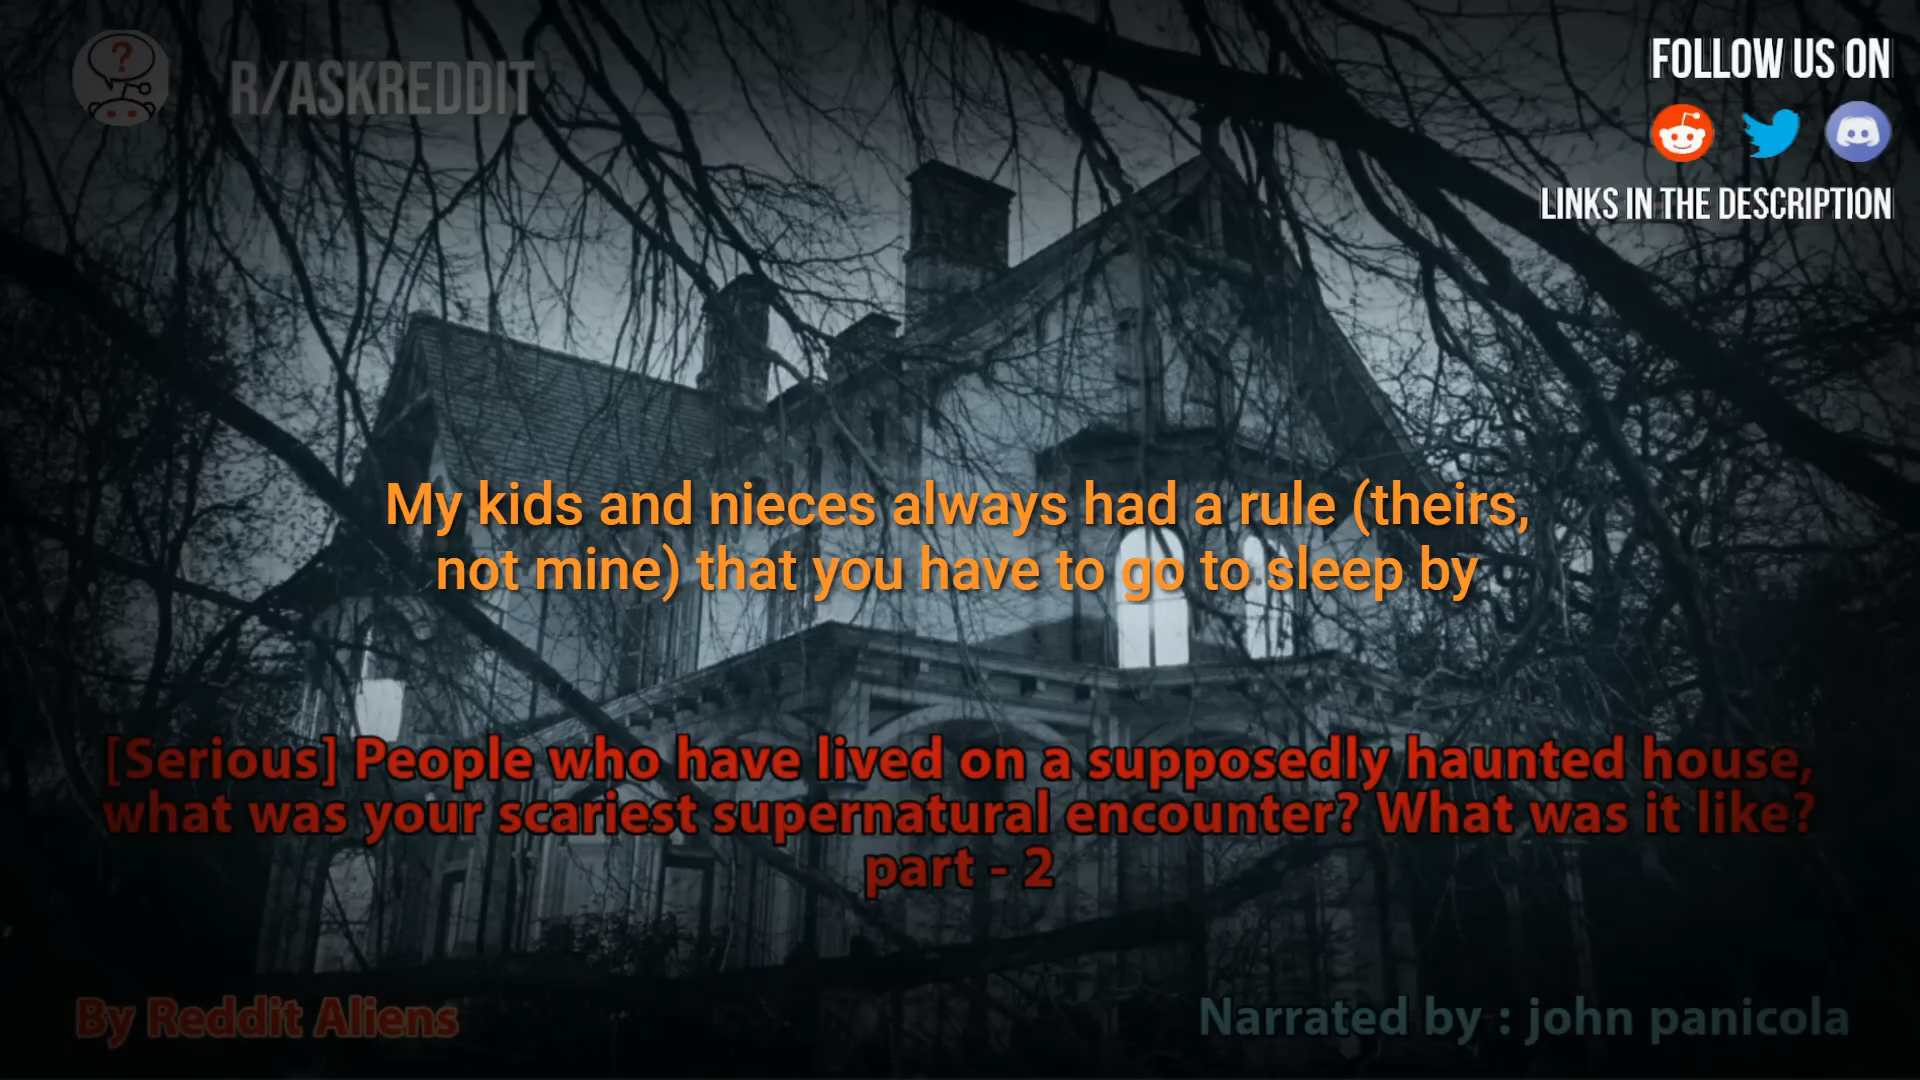 R/ASKREDDIT
FOLLOW US ON
LINKS IN THE DESCRIPTION
My kids and nieces always had a rule (theirs,
not mine) that you have to go to sleep by
[Serious] People who have lived on a supposedly haunted house,
what was your scariest supernatural encounter? What was it like?
part - 2
By Reddit Aliens
Narrated by : john panicola